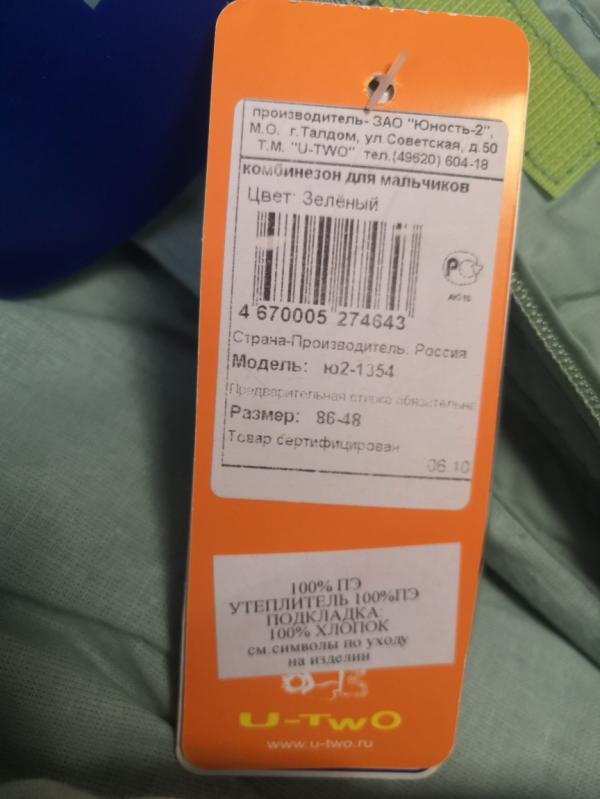 производитель- ЗАО "Юность-2",
М.О. г.Талдом, ул.Советская, д.50
Т.М. "U-TWO" тел.(49620) 604-18
комбинезон для мальчиков
Цвет: Зелёный
4 670005 274643
Страна-Производитель: Россия
Модель: ю2-1354
Предварительная стирка обязательна
Размер: 86-48
Товар сертифицирован
06.10
100% ПЭ
УТЕПЛИТЕЛЬ 100%ПЭ
ПОДКЛАДКА:
100% ХЛОПОК
см.символы по уходу
на изделии
U-TwO
www.u-two.ru